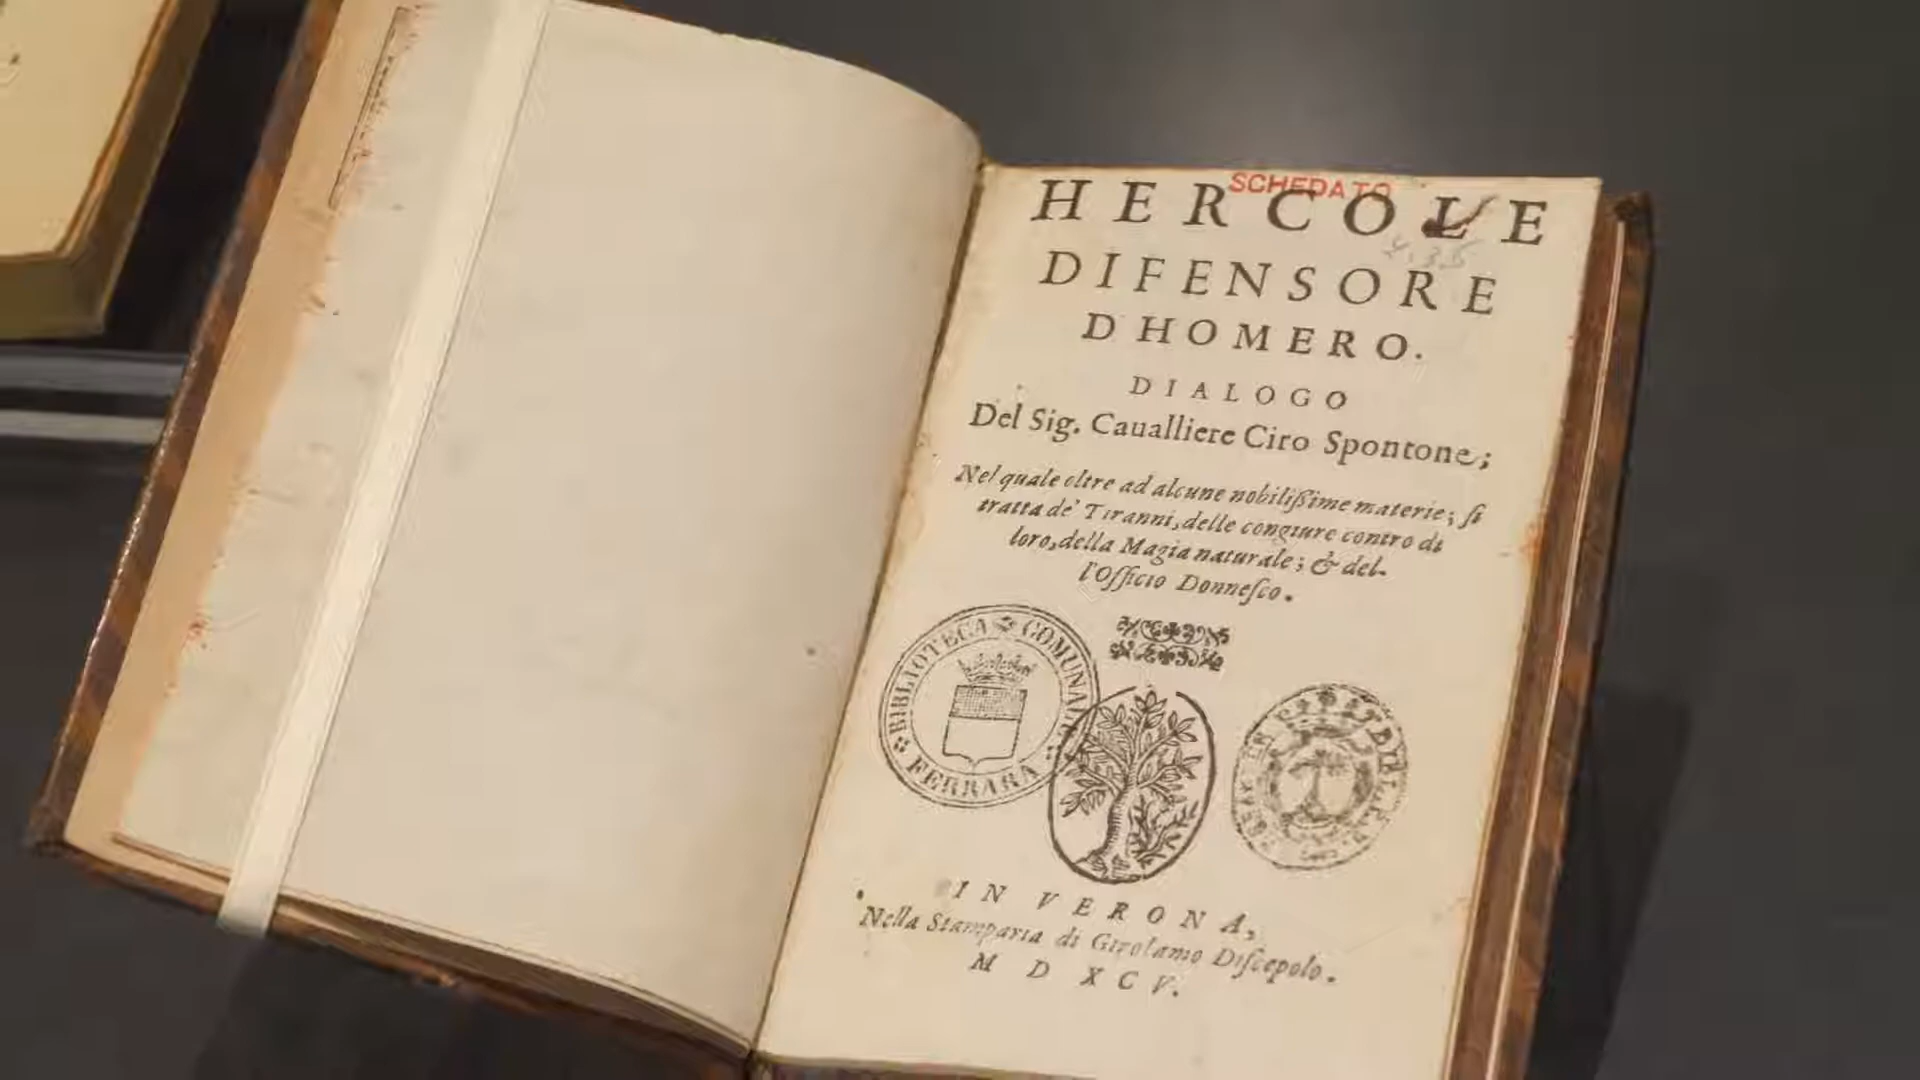 SCHEDATO
HERCOLE
DIFENSORE
D HOMERO.
DIALOGO
Del Sig. Caualliere Ciro Spontone;
Nel quale oltre ad alcune nobilißime materie; ſi
tratta de' Tiranni, delle congiure contro di
loro, della Magia naturale; & del-
l'Officio Donneſco.
BIBLIOTECA COMUNALE
FERRARA
IN VERONA,
Nella Stamparia di Girolamo Diſcepolo.
MDXCV.